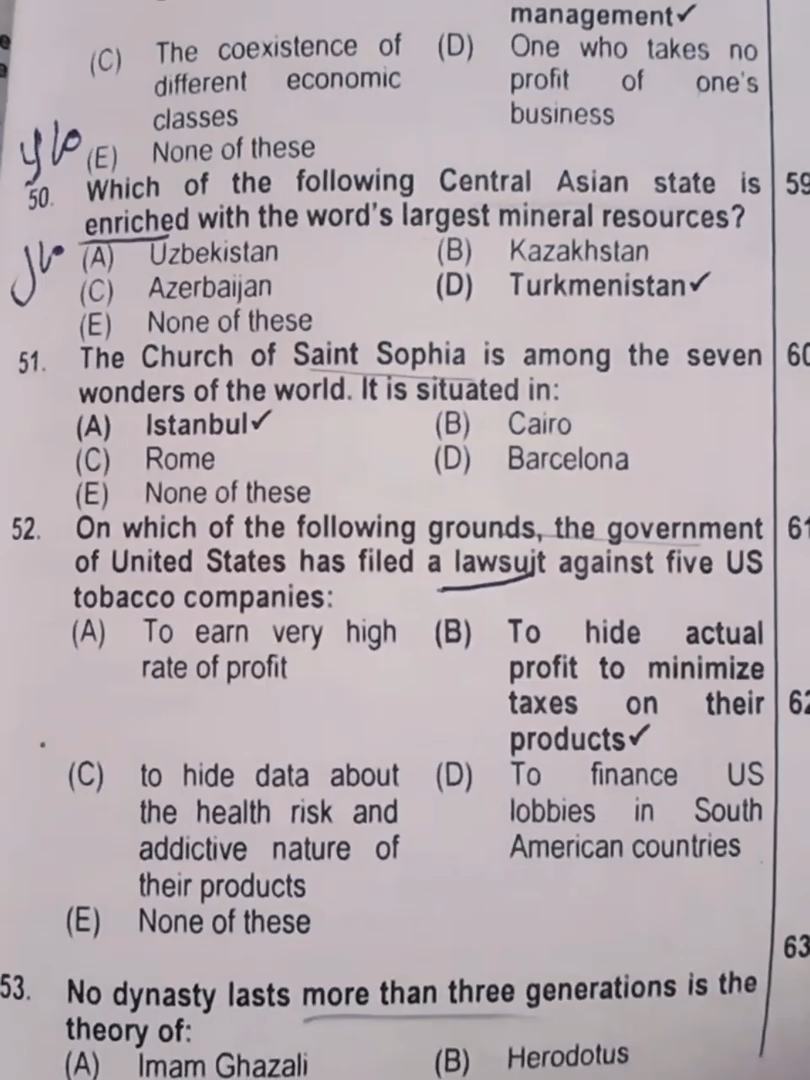 management✓
(C) The coexistence of (D) One who takes no
different economic profit of one's
classes business
(E) None of these
50. Which of the following Central Asian state is 59
enriched with the word's largest mineral resources?
(A) Uzbekistan (B) Kazakhstan
(C) Azerbaijan (D) Turkmenistan✓
(E) None of these
51. The Church of Saint Sophia is among the seven 60
wonders of the world. It is situated in:
(A) Istanbul✓ (B) Cairo
(C) Rome (D) Barcelona
(E) None of these
52. On which of the following grounds, the government 61
of United States has filed a lawsuit against five US
tobacco companies:
(A) To earn very high (B) To hide actual
rate of profit profit to minimize
taxes on their 62
products✓
(C) to hide data about (D) To finance US
the health risk and lobbies in South
addictive nature of American countries
their products
(E) None of these
63
53. No dynasty lasts more than three generations is the
theory of:
(A) Imam Ghazali (B) Herodotus